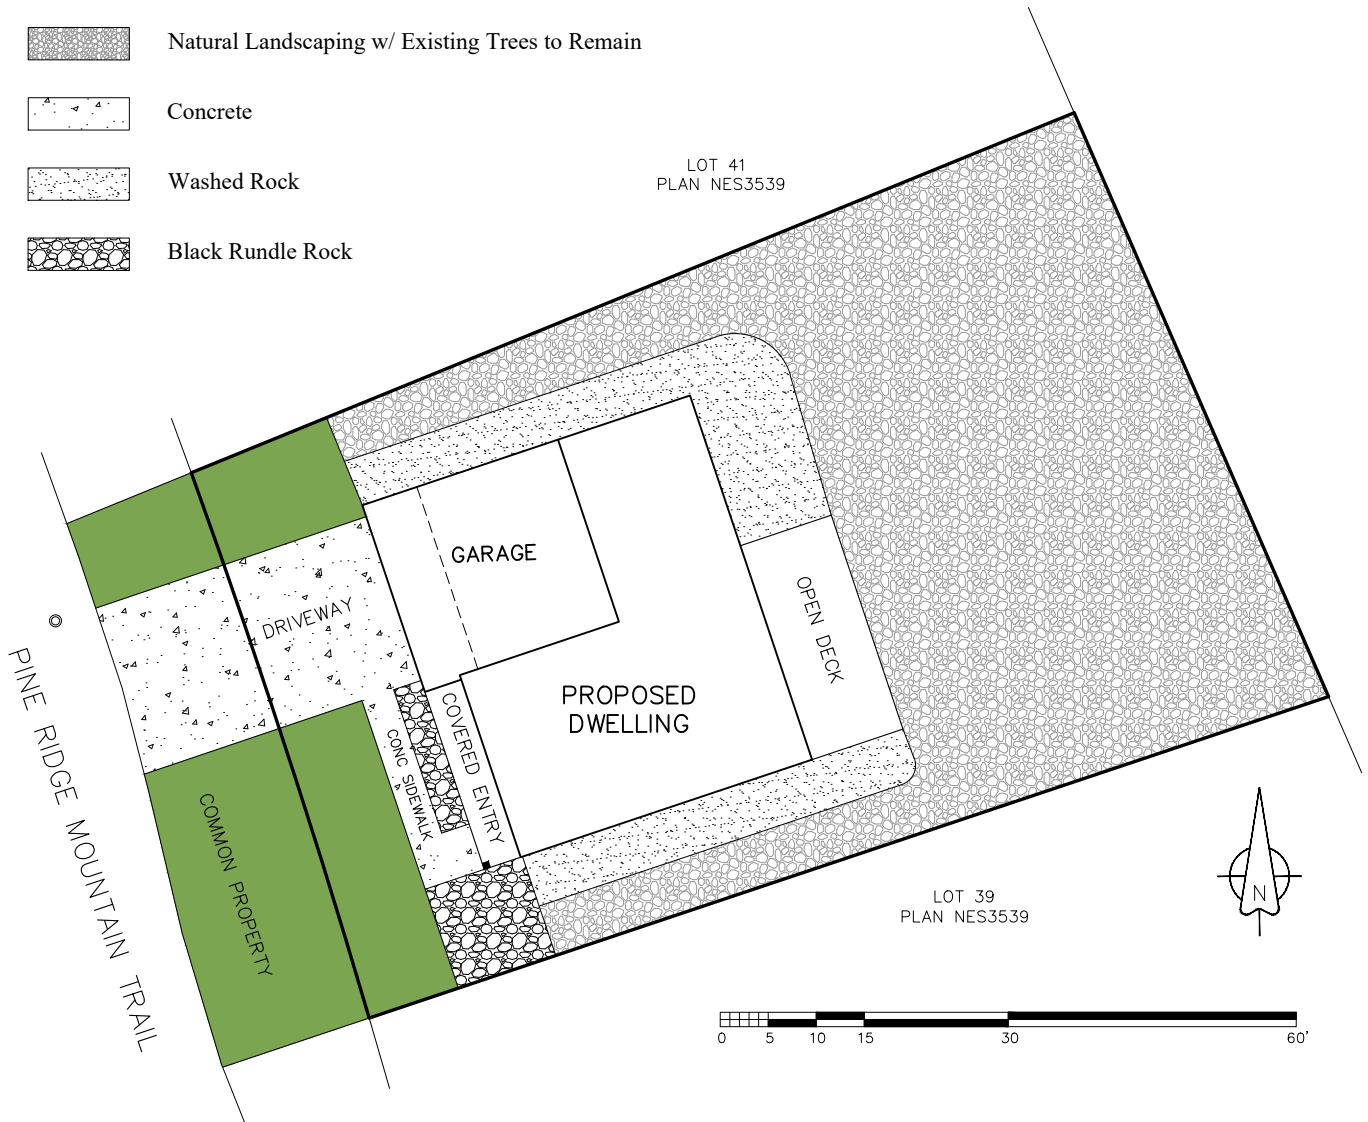 Natural Landscaping w/ Existing Trees to Remain
Concrete
Washed Rock
Black Rundle Rock
LOT 41
PLAN NES3539
GARAGE
DRIVEWAY
OPEN DECK
PROPOSED
DWELLING
COVERED ENTRY
CONC SIDEWALK
COMMON PROPERTY
PINE RIDGE MOUNTAIN TRAIL
LOT 39
PLAN NES3539
N
0 5 10 15 30 60'